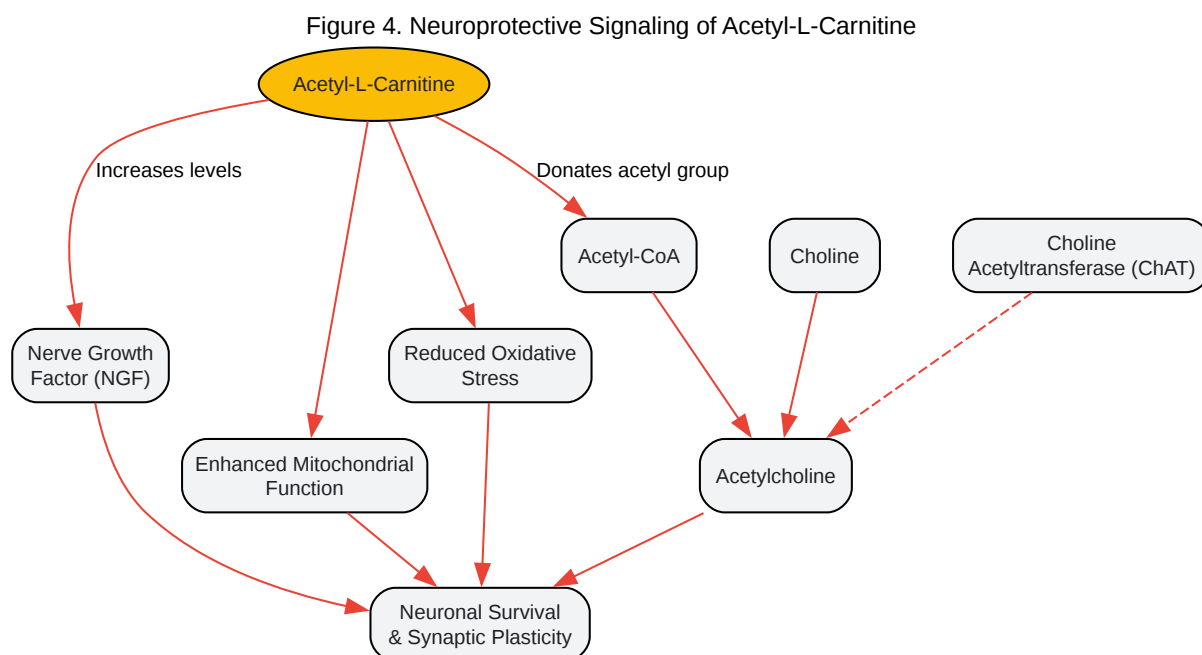 Figure 4. Neuroprotective Signaling of Acetyl-L-Carnitine
Acetyl-L-Carnitine
Increases levels
Donates acetyl group
Acetyl-CoA
Choline
Choline
Acetyltransferase (ChAT)
Nerve Growth
Factor (NGF)
Reduced Oxidative
Stress
Enhanced Mitochondrial
Function
Acetylcholine
Neuronal Survival
& Synaptic Plasticity